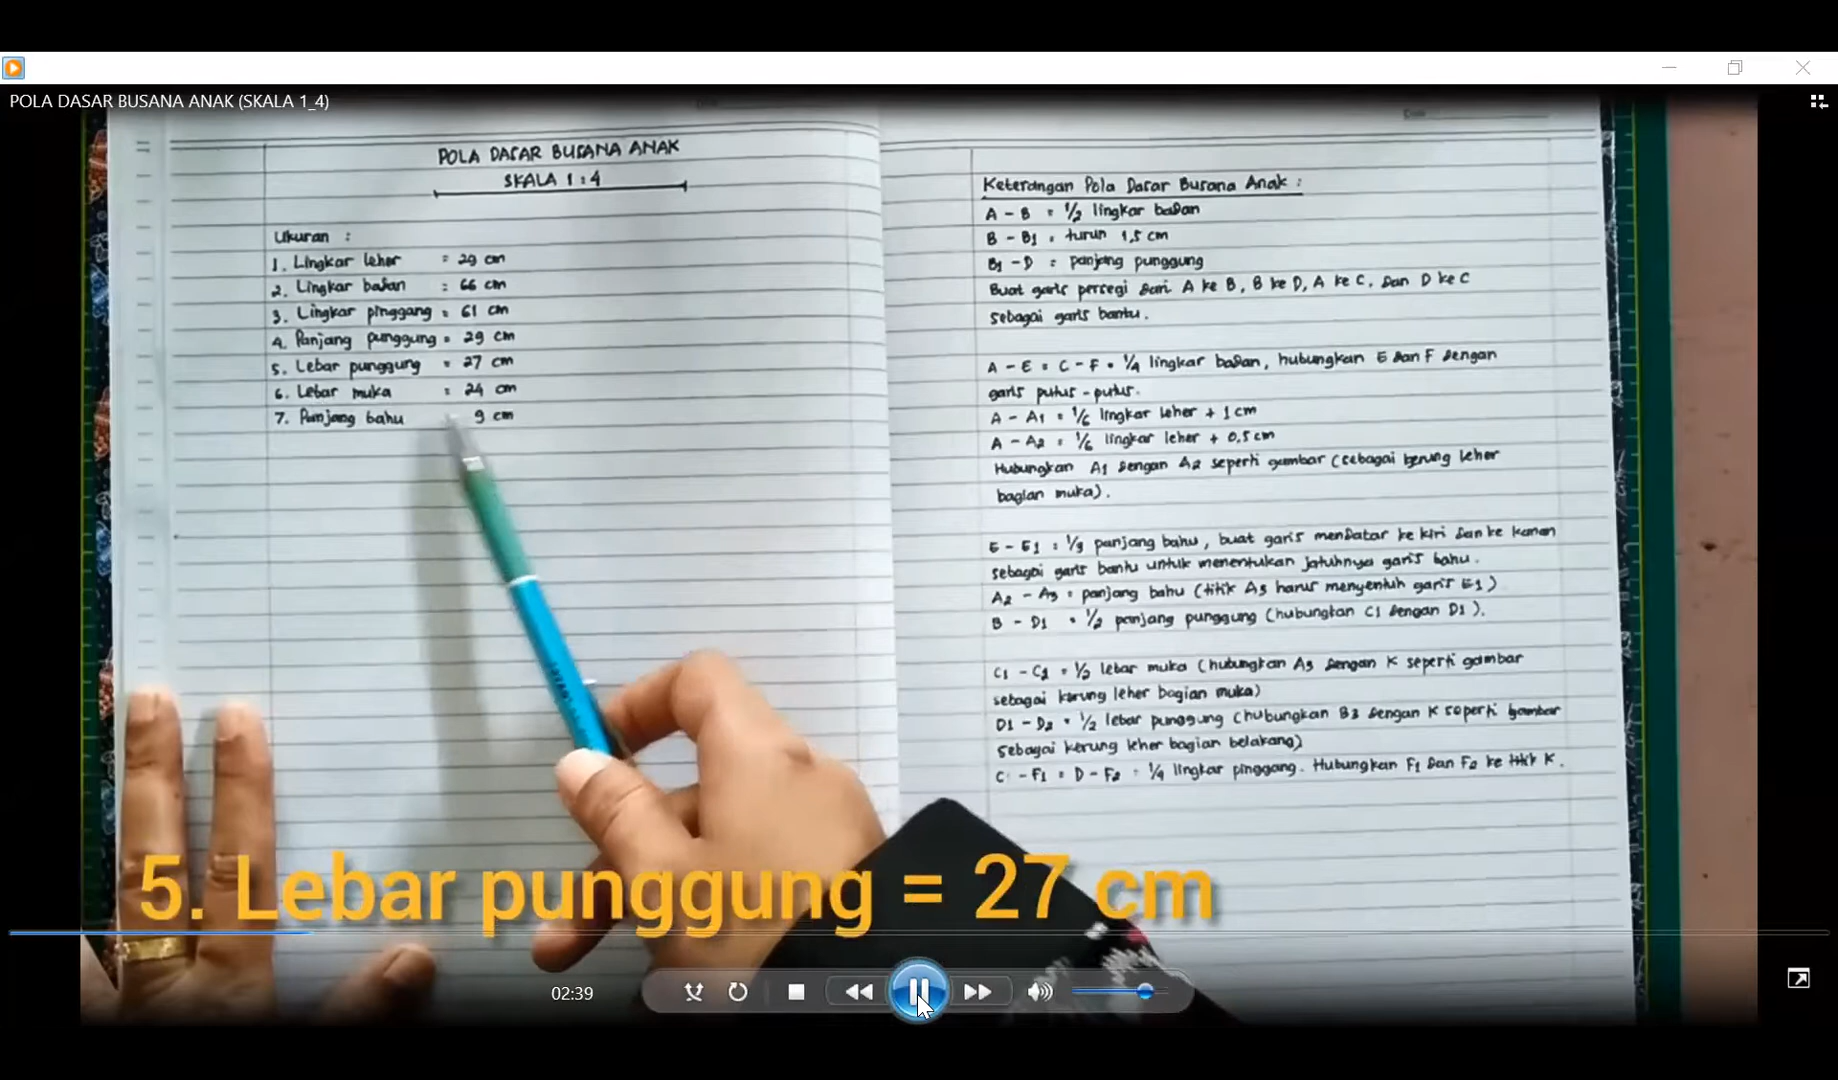 POLA DASAR BUSANA ANAK (SKALA 1_4)
POLA DASAR BUSANA ANAK
SKALA 1 : 4
Ukuran :
1. Lingkar leher = 29 cm
2. Lingkar badan = 66 cm
3. Lingkar pinggang = 61 cm
4. Panjang punggung = 29 cm
5. Lebar punggung = 27 cm
6. Lebar muka = 24 cm
7. Panjang bahu 9 cm
Keterangan Pola Dasar Busana Anak :
A - B = 1/2 lingkar badan
B - B1 = turun 1,5 cm
B1 - D = panjang punggung
Buat garis persegi dari A ke B, B ke D, A ke C, dan D ke C
sebagai garis bantu.
A - E = C - F = 1/4 lingkar badan, hubungkan E dan F dengan
garis putus - putus.
A - A1 = 1/6 lingkar leher + 1 cm
A - A2 = 1/6 lingkar leher + 0,5 cm
Hubungkan A1 dengan A2 seperti gambar (sebagai kerung leher
bagian muka).
E - E1 = 1/3 panjang bahu, buat garis mendatar ke kiri dan ke kanan
sebagai garis bantu untuk menentukan jatuhnya garis bahu.
A2 - A3 = panjang bahu (titik A3 harus menyentuh garis E1)
B - D1 = 1/2 panjang punggung (hubungkan C1 dengan D1).
C1 - C2 = 1/2 lebar muka (hubungkan A3 dengan K seperti gambar
sebagai kerung leher bagian muka)
D1 - D2 = 1/2 lebar punggung (hubungkan B3 dengan K seperti gambar
sebagai kerung leher bagian belakang)
C - F1 = D - F2 = 1/4 lingkar pinggang. Hubungkan F1 dan F2 ke titik K.
5. Lebar punggung = 27 cm
02:39